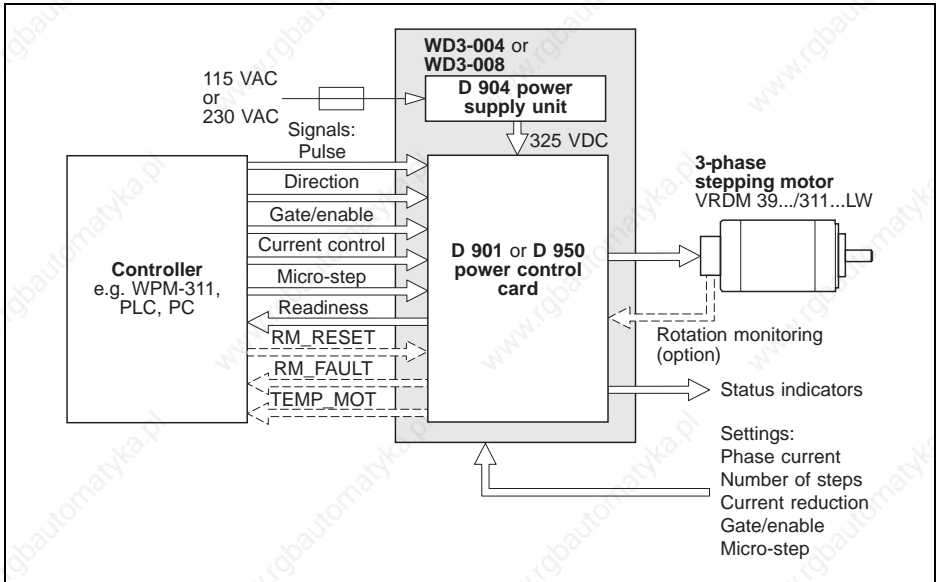 WD3-004 or
WD3-008
D 904 power
supply unit
115 VAC
or
230 VAC
325 VDC
Signals:
Pulse
Direction
Gate/enable
Current control
Micro-step
Readiness
RM_RESET
RM_FAULT
TEMP_MOT
Controller
e.g. WPM-311,
PLC, PC
D 901 or D 950
power control
card
3-phase
stepping motor
VRDM 39.../311...LW
Rotation monitoring
(option)
Status indicators
Settings:
Phase current
Number of steps
Current reduction
Gate/enable
Micro-step
www.rgbautomatyka.pl